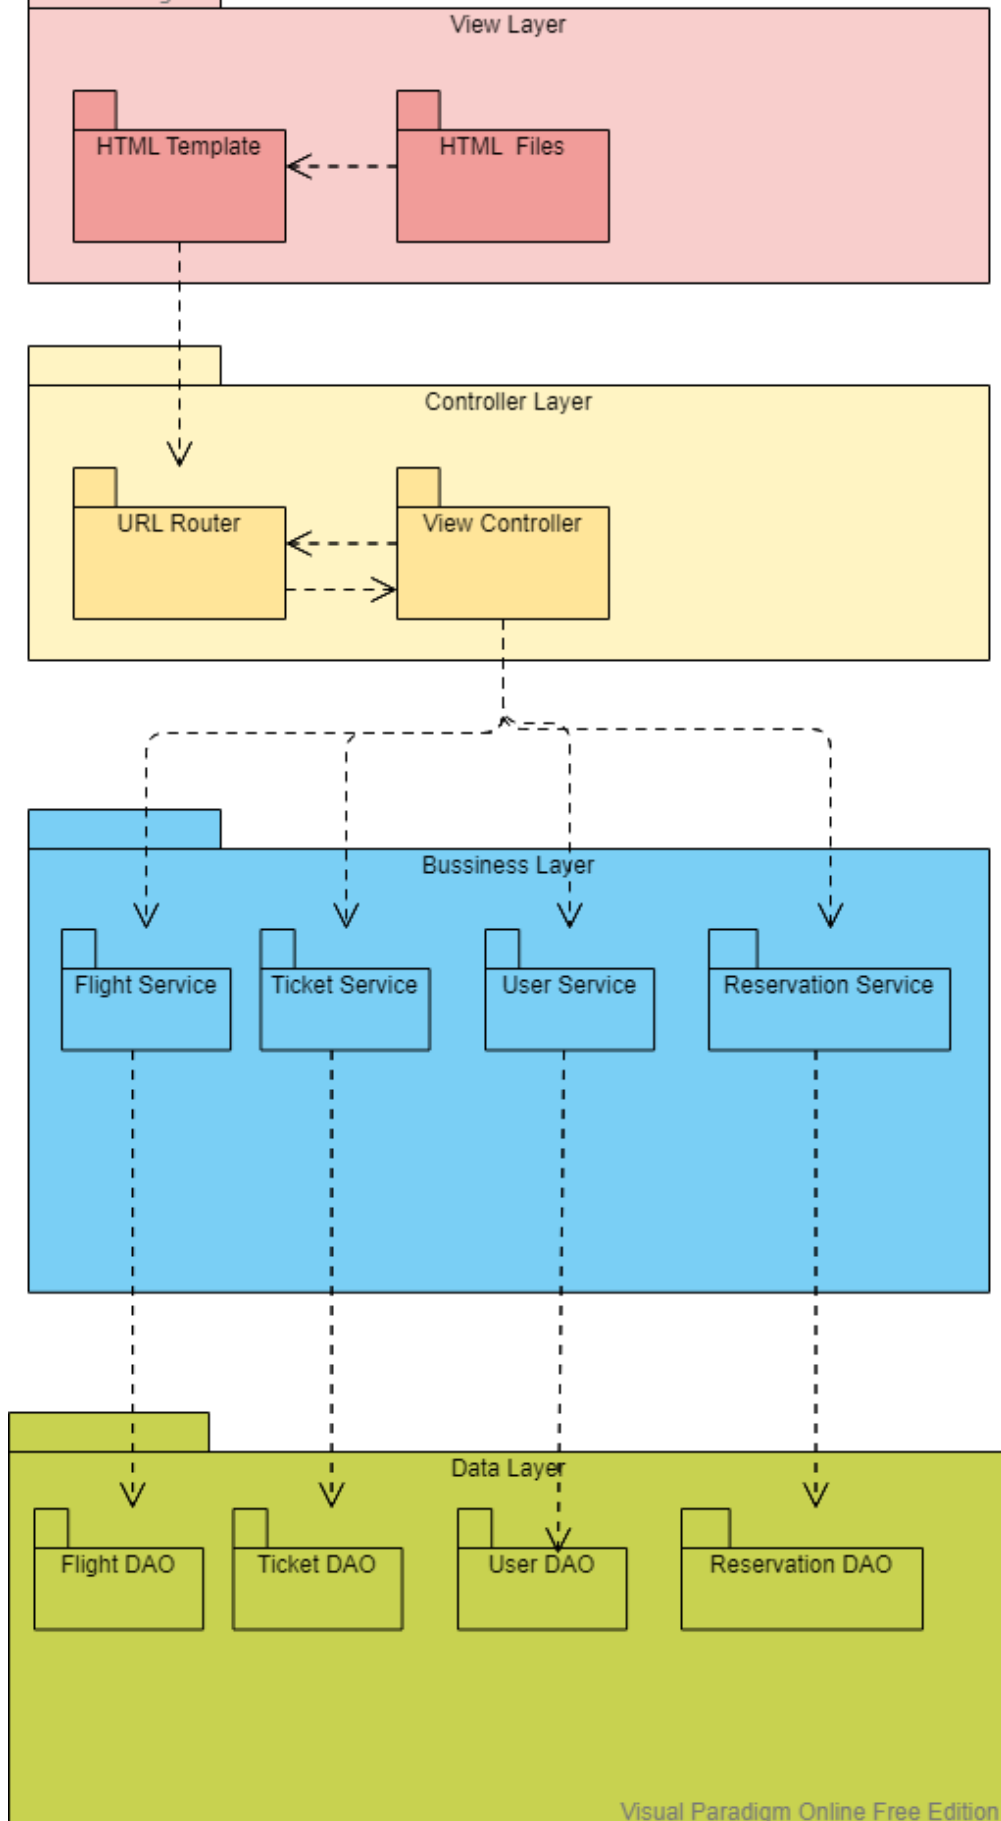 View Layer
HTML Template
HTML  Files
Controller Layer
URL Router
View Controller
Bussiness Layer
Flight Service
Ticket Service
User Service
Reservation Service
Data Layer
Flight DAO
Ticket DAO
User DAO
Reservation DAO
Visual Paradigm Online Free Edition